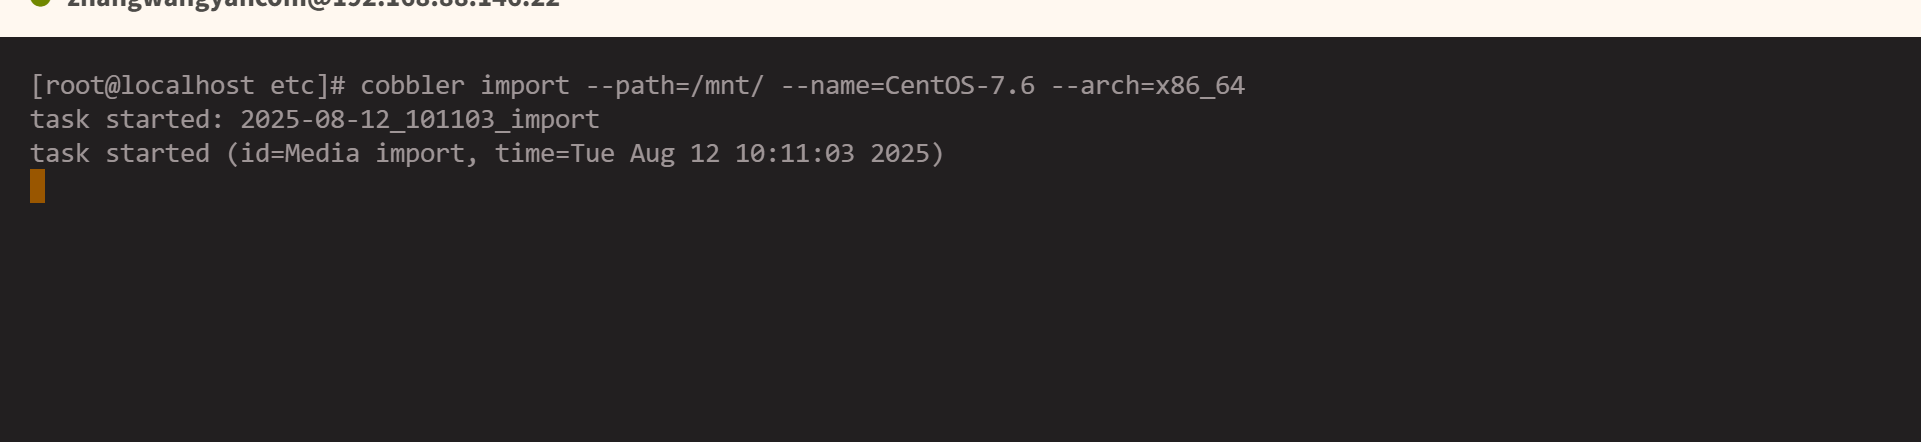 [root@localhost etc]# cobbler import --path=/mnt/ --name=CentOS-7.6 --arch=x86_64
task started: 2025-08-12_101103_import
task started (id=Media import, time=Tue Aug 12 10:11:03 2025)